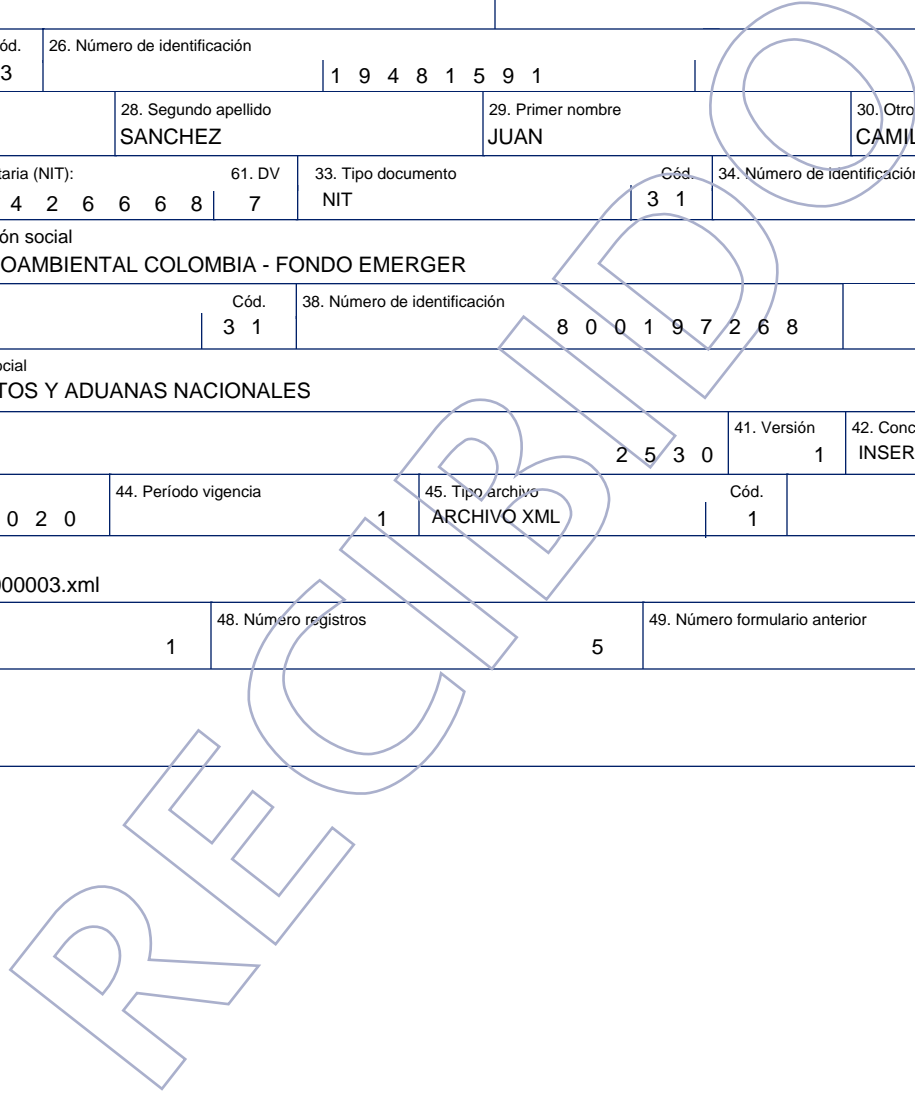 ód. 26. Número de identificación
3 1 9 4 8 1 5 9 1
28. Segundo apellido 29. Primer nombre 30. Otro
SANCHEZ JUAN CAMIL
taria (NIT): 61. DV 33. Tipo documento Cód. 34. Número de identificación
4 2 6 6 6 8 7 NIT 3 1
ón social
OAMBIENTAL COLOMBIA - FONDO EMERGER
Cód. 38. Número de identificación
3 1 8 0 0 1 9 7 2 6 8
ocial
TOS Y ADUANAS NACIONALES
41. Versión 42. Conc
2 5 3 0 1 INSER
44. Período vigencia 45. Tipo archivo Cód.
0 2 0 1 ARCHIVO XML 1
000003.xml
48. Número registros 49. Número formulario anterior
1 5
RECIBIDO